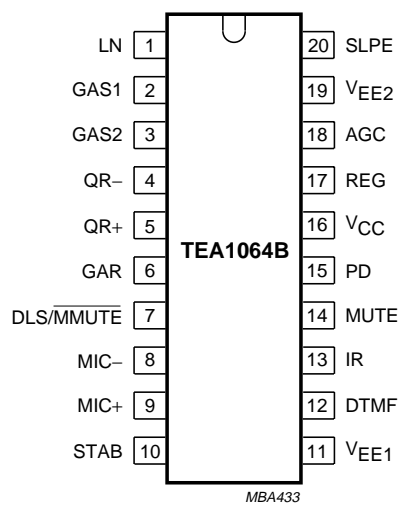 LN 1 20 SLPE
GAS1 2 19 VEE2
GAS2 3 18 AGC
QR− 4 17 REG
QR+ 5 16 VCC
TEA1064B
GAR 6 15 PD
DLS/MMUTE 7 14 MUTE
MIC− 8 13 IR
MIC+ 9 12 DTMF
STAB 10 11 VEE1
MBA433